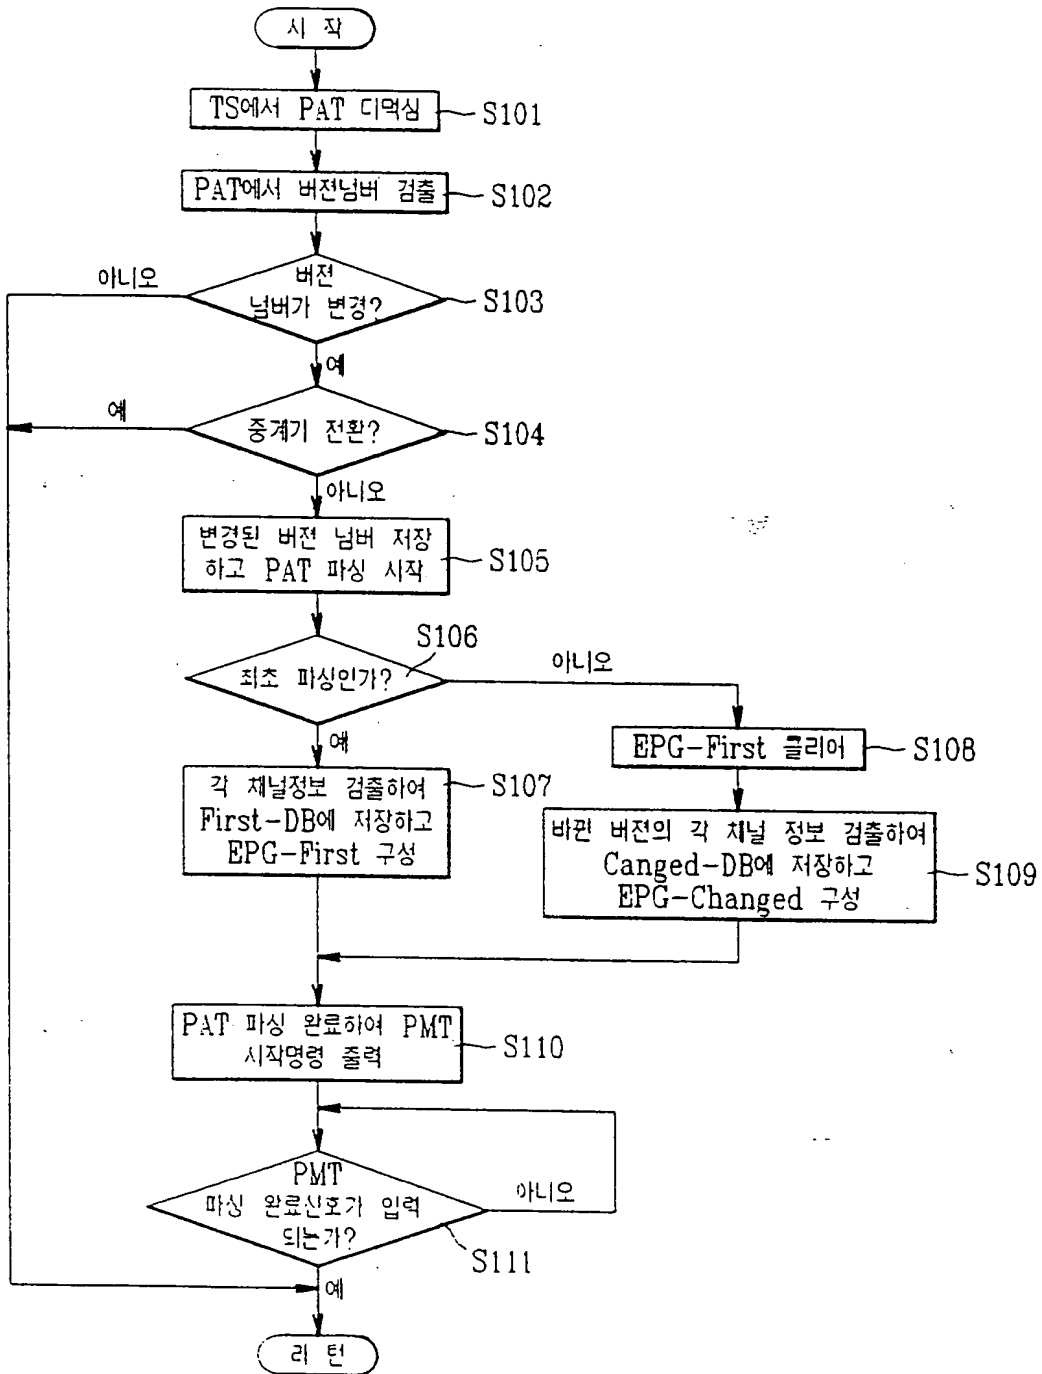 시 작
TS에서 PAT 디먹싱
S101
PAT에서 버젼넘버 검출
S102
버젼
넘버가 변경?
S103
아니오
예
중계기 전환?
S104
예
아니오
변경된 버젼 넘버 저장
하고 PAT 파싱 시작
S105
최초 파싱인가?
S106
아니오
예
각 채널정보 검출하여
First-DB에 저장하고
EPG-First 구성
S107
EPG-First 클리어
S108
바뀐 버젼의 각 채널 정보 검출하여
Canged-DB에 저장하고
EPG-Changed 구성
S109
PAT 파싱 완료하여 PMT
시작명령 출력
S110
PMT
파싱 완료신호가 입력
되는가?
S111
아니오
예
리 턴